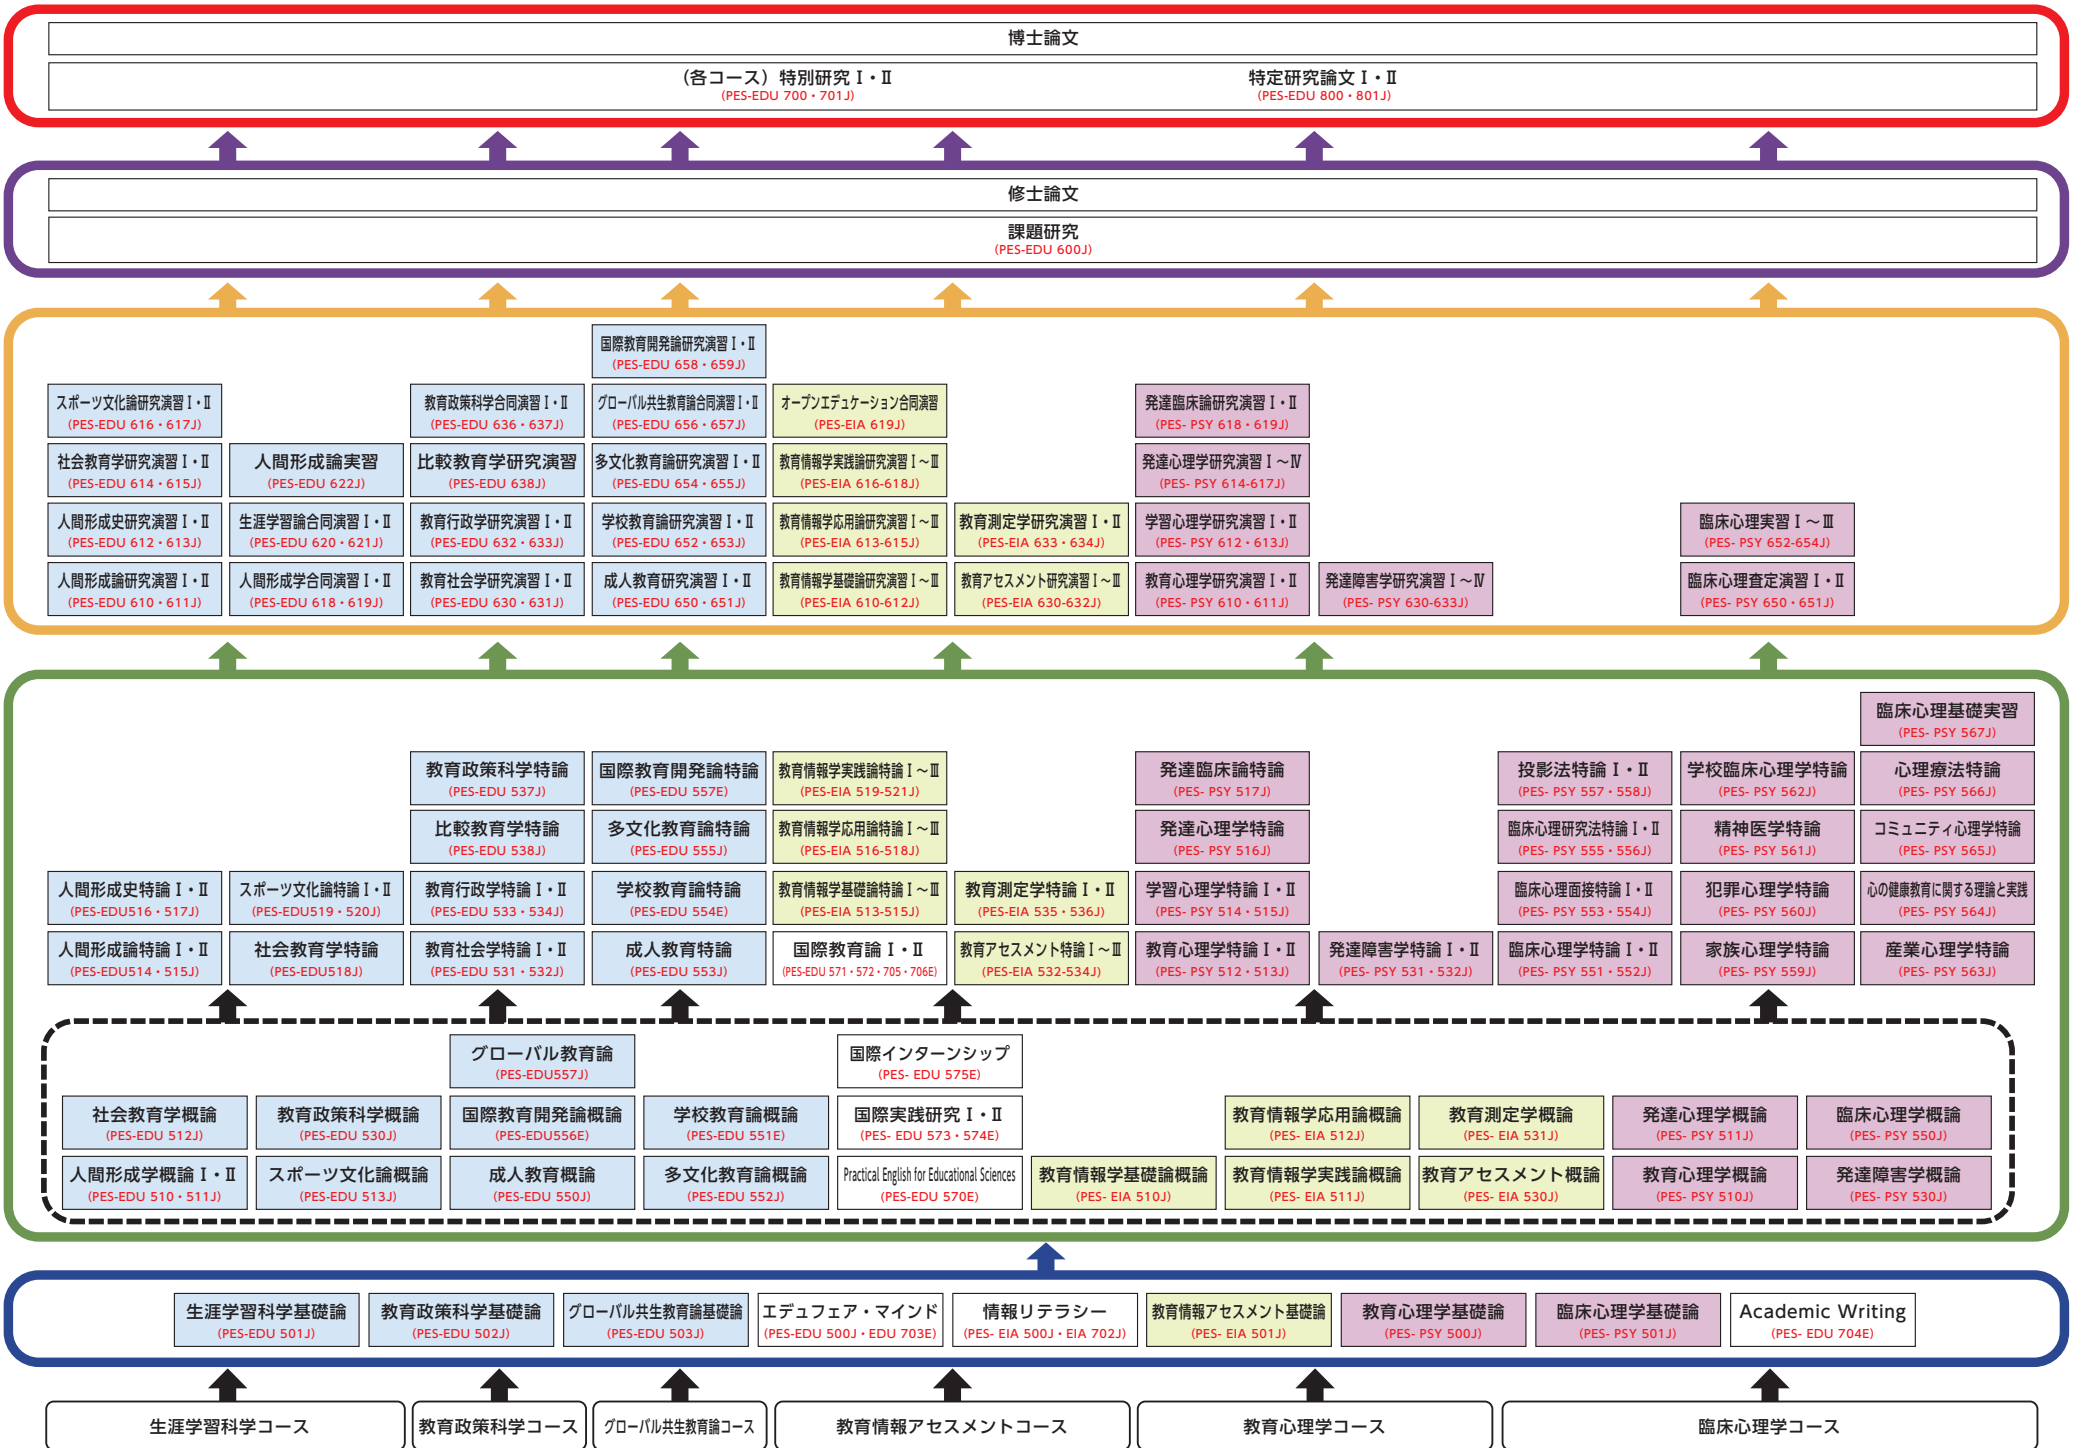 博士論文
(各コース)特別研究Ⅰ・Ⅱ
(PES-EDU 700・701J)
特定研究論文Ⅰ・Ⅱ
(PES-EDU 800・801J)
修士論文
課題研究
(PES-EDU 600J)
国際教育開発論研究演習Ⅰ・Ⅱ
(PES-EDU 658・659J)
スポーツ文化論研究演習Ⅰ・Ⅱ
(PES-EDU 616・617J)
教育政策科学合同演習Ⅰ・Ⅱ
(PES-EDU 636・637J)
グローバル共生教育論合同演習Ⅰ・Ⅱ
(PES-EDU 656・657J)
オープンエデュケーション合同演習
(PES-EIA 619J)
発達臨床論研究演習Ⅰ・Ⅱ
(PES- PSY 618・619J)
社会教育学研究演習Ⅰ・Ⅱ
(PES-EDU 614・615J)
人間形成論実習
(PES-EDU 622J)
比較教育学研究演習
(PES-EDU 638J)
多文化教育論研究演習Ⅰ・Ⅱ
(PES-EDU 654・655J)
教育情報学実践論研究演習Ⅰ～Ⅲ
(PES-EIA 616-618J)
発達心理学研究演習Ⅰ～Ⅳ
(PES- PSY 614-617J)
人間形成史研究演習Ⅰ・Ⅱ
(PES-EDU 612・613J)
生涯学習論合同演習Ⅰ・Ⅱ
(PES-EDU 620・621J)
教育行政学研究演習Ⅰ・Ⅱ
(PES-EDU 632・633J)
学校教育論研究演習Ⅰ・Ⅱ
(PES-EDU 652・653J)
教育情報学応用論研究演習Ⅰ～Ⅲ
(PES-EIA 613-615J)
教育測定学研究演習Ⅰ・Ⅱ
(PES-EIA 633・634J)
学習心理学研究演習Ⅰ・Ⅱ
(PES- PSY 612・613J)
臨床心理実習Ⅰ～Ⅲ
(PES- PSY 652-654J)
人間形成論研究演習Ⅰ・Ⅱ
(PES-EDU 610・611J)
人間形成学合同演習Ⅰ・Ⅱ
(PES-EDU 618・619J)
教育社会学研究演習Ⅰ・Ⅱ
(PES-EDU 630・631J)
成人教育研究演習Ⅰ・Ⅱ
(PES-EDU 650・651J)
教育情報学基礎論研究演習Ⅰ～Ⅲ
(PES-EIA 610-612J)
教育アセスメント研究演習Ⅰ～Ⅲ
(PES-EIA 630-632J)
教育心理学研究演習Ⅰ・Ⅱ
(PES- PSY 610・611J)
発達障害学研究演習Ⅰ～Ⅳ
(PES- PSY 630-633J)
臨床心理査定演習Ⅰ・Ⅱ
(PES- PSY 650・651J)
臨床心理基礎実習
(PES- PSY 567J)
教育政策科学特論
(PES-EDU 537J)
国際教育開発論特論
(PES-EDU 557E)
教育情報学実践論特論Ⅰ～Ⅲ
(PES-EIA 519-521J)
発達臨床論特論
(PES- PSY 517J)
投影法特論Ⅰ・Ⅱ
(PES- PSY 557・558J)
学校臨床心理学特論
(PES- PSY 562J)
心理療法特論
(PES- PSY 566J)
比較教育学特論
(PES-EDU 538J)
多文化教育論特論
(PES-EDU 555J)
教育情報学応用論特論Ⅰ～Ⅲ
(PES-EIA 516-518J)
発達心理学特論
(PES- PSY 516J)
臨床心理研究法特論Ⅰ・Ⅱ
(PES- PSY 555・556J)
精神医学特論
(PES- PSY 561J)
コミュニティ心理学特論
(PES- PSY 565J)
人間形成史特論Ⅰ・Ⅱ
(PES-EDU516・517J)
スポーツ文化論特論Ⅰ・Ⅱ
(PES-EDU519・520J)
教育行政学特論Ⅰ・Ⅱ
(PES-EDU 533・534J)
学校教育論特論
(PES-EDU 554E)
教育情報学基礎論特論Ⅰ～Ⅲ
(PES-EIA 513-515J)
教育測定学特論Ⅰ・Ⅱ
(PES-EIA 535・536J)
学習心理学特論Ⅰ・Ⅱ
(PES- PSY 514・515J)
臨床心理面接特論Ⅰ・Ⅱ
(PES- PSY 553・554J)
犯罪心理学特論
(PES- PSY 560J)
心の健康教育に関する理論と実践
(PES- PSY 564J)
人間形成論特論Ⅰ・Ⅱ
(PES-EDU514・515J)
社会教育学特論
(PES-EDU518J)
教育社会学特論Ⅰ・Ⅱ
(PES-EDU 531・532J)
成人教育特論
(PES-EDU 553J)
国際教育論Ⅰ・Ⅱ
(PES-EDU 571・572・705・706E)
教育アセスメント特論Ⅰ～Ⅲ
(PES-EIA 532-534J)
教育心理学特論Ⅰ・Ⅱ
(PES- PSY 512・513J)
発達障害学特論Ⅰ・Ⅱ
(PES- PSY 531・532J)
臨床心理学特論Ⅰ・Ⅱ
(PES- PSY 551・552J)
家族心理学特論
(PES- PSY 559J)
産業心理学特論
(PES- PSY 563J)
グローバル教育論
(PES-EDU557J)
国際インターンシップ
(PES- EDU 575E)
社会教育学概論
(PES-EDU 512J)
教育政策科学概論
(PES-EDU 530J)
国際教育開発論概論
(PES-EDU556E)
学校教育論概論
(PES-EDU 551E)
国際実践研究Ⅰ・Ⅱ
(PES- EDU 573・574E)
教育情報学応用論概論
(PES- EIA 512J)
教育測定学概論
(PES- EIA 531J)
発達心理学概論
(PES- PSY 511J)
臨床心理学概論
(PES- PSY 550J)
人間形成学概論Ⅰ・Ⅱ
(PES-EDU 510・511J)
スポーツ文化論概論
(PES-EDU 513J)
成人教育概論
(PES-EDU 550J)
多文化教育論概論
(PES-EDU 552J)
Practical English for Educational Sciences
(PES-EDU 570E)
教育情報学基礎論概論
(PES- EIA 510J)
教育情報学実践論概論
(PES- EIA 511J)
教育アセスメント概論
(PES- EIA 530J)
教育心理学概論
(PES- PSY 510J)
発達障害学概論
(PES- PSY 530J)
生涯学習科学基礎論
(PES-EDU 501J)
教育政策科学基礎論
(PES-EDU 502J)
グローバル共生教育論基礎論
(PES-EDU 503J)
エデュフェア・マインド
(PES-EDU 500J・EDU 703E)
情報リテラシー
(PES- EIA 500J・EIA 702J)
教育情報アセスメント基礎論
(PES- EIA 501J)
教育心理学基礎論
(PES- PSY 500J)
臨床心理学基礎論
(PES- PSY 501J)
Academic Writing
(PES- EDU 704E)
生涯学習科学コース
教育政策科学コース
グローバル共生教育論コース
教育情報アセスメントコース
教育心理学コース
臨床心理学コース